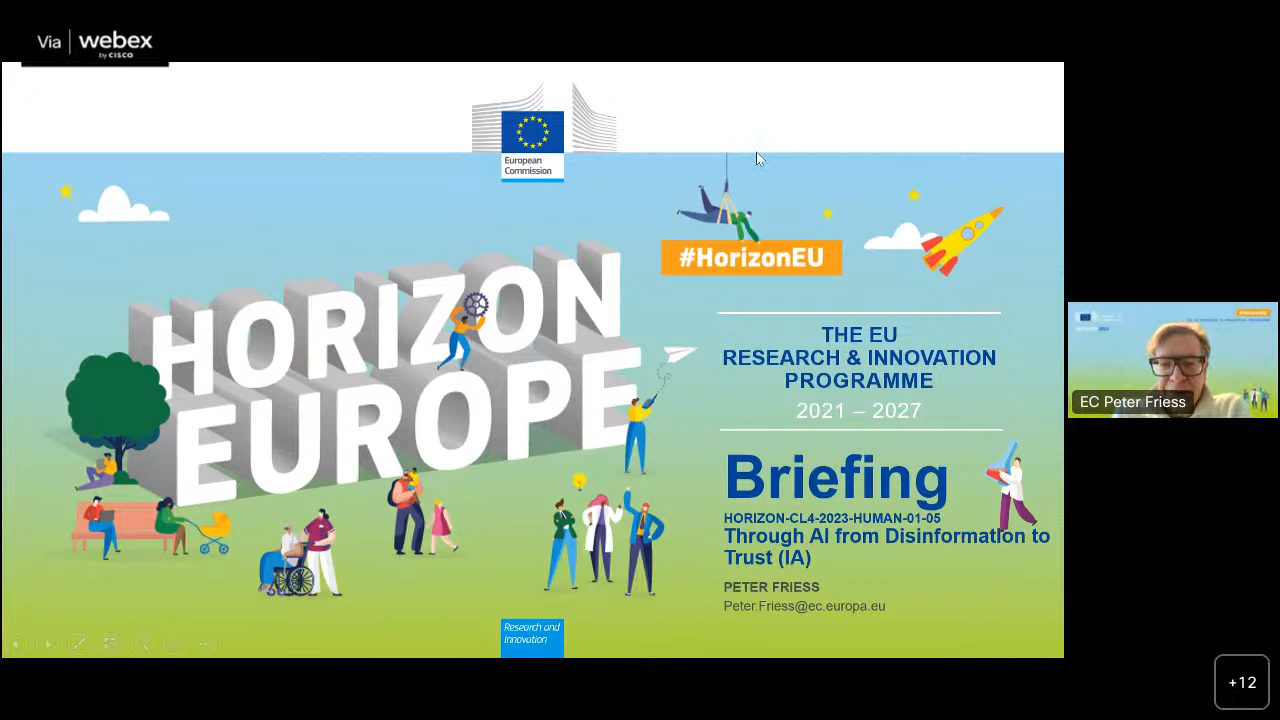 Via webex
by CISCO
European
Commission
#HorizonEU
HORIZON
EUROPE
THE EU
RESEARCH & INNOVATION
PROGRAMME
2021 – 2027
Briefing
HORIZON-CL4-2023-HUMAN-01-05
Through AI from Disinformation to
Trust (IA)
PETER FRIESS
Peter.Friess@ec.europa.eu
Research and
Innovation
EC Peter Friess
+12